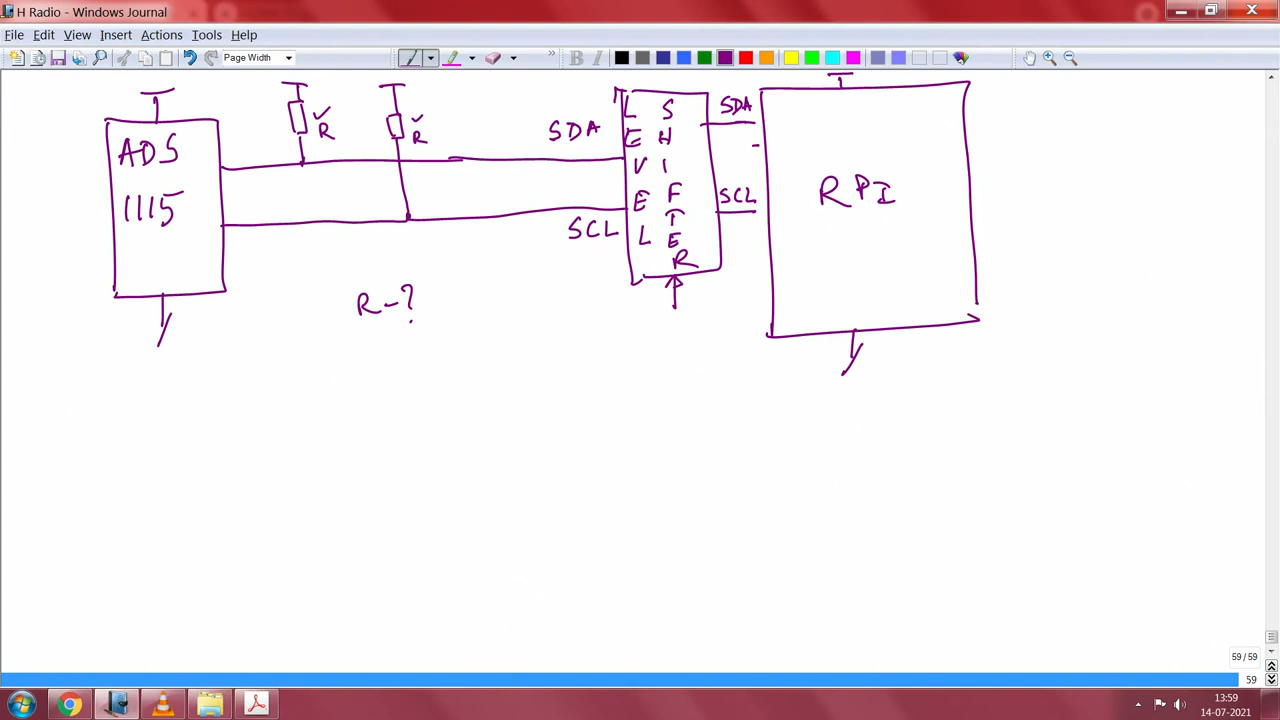 H Radio - Windows Journal
File Edit View Insert Actions Tools Help
Page Width
B I
ADS
1115
R
R
SDA
SCL
LEVEL
SHIFTER
SDA
SCL
RPI
R-?
59 / 59
59
13:59
14-07-2021